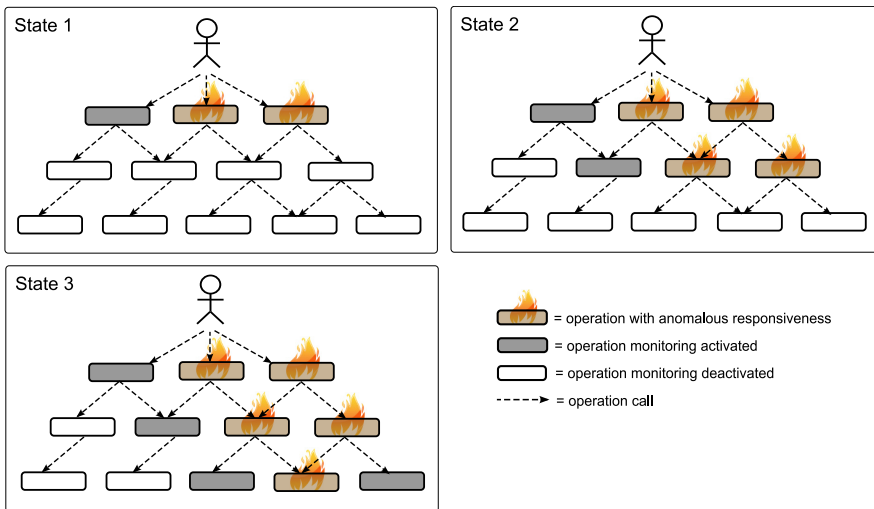 State 1
State 2
State 3
= operation with anomalous responsiveness
= operation monitoring activated
= operation monitoring deactivated
= operation call